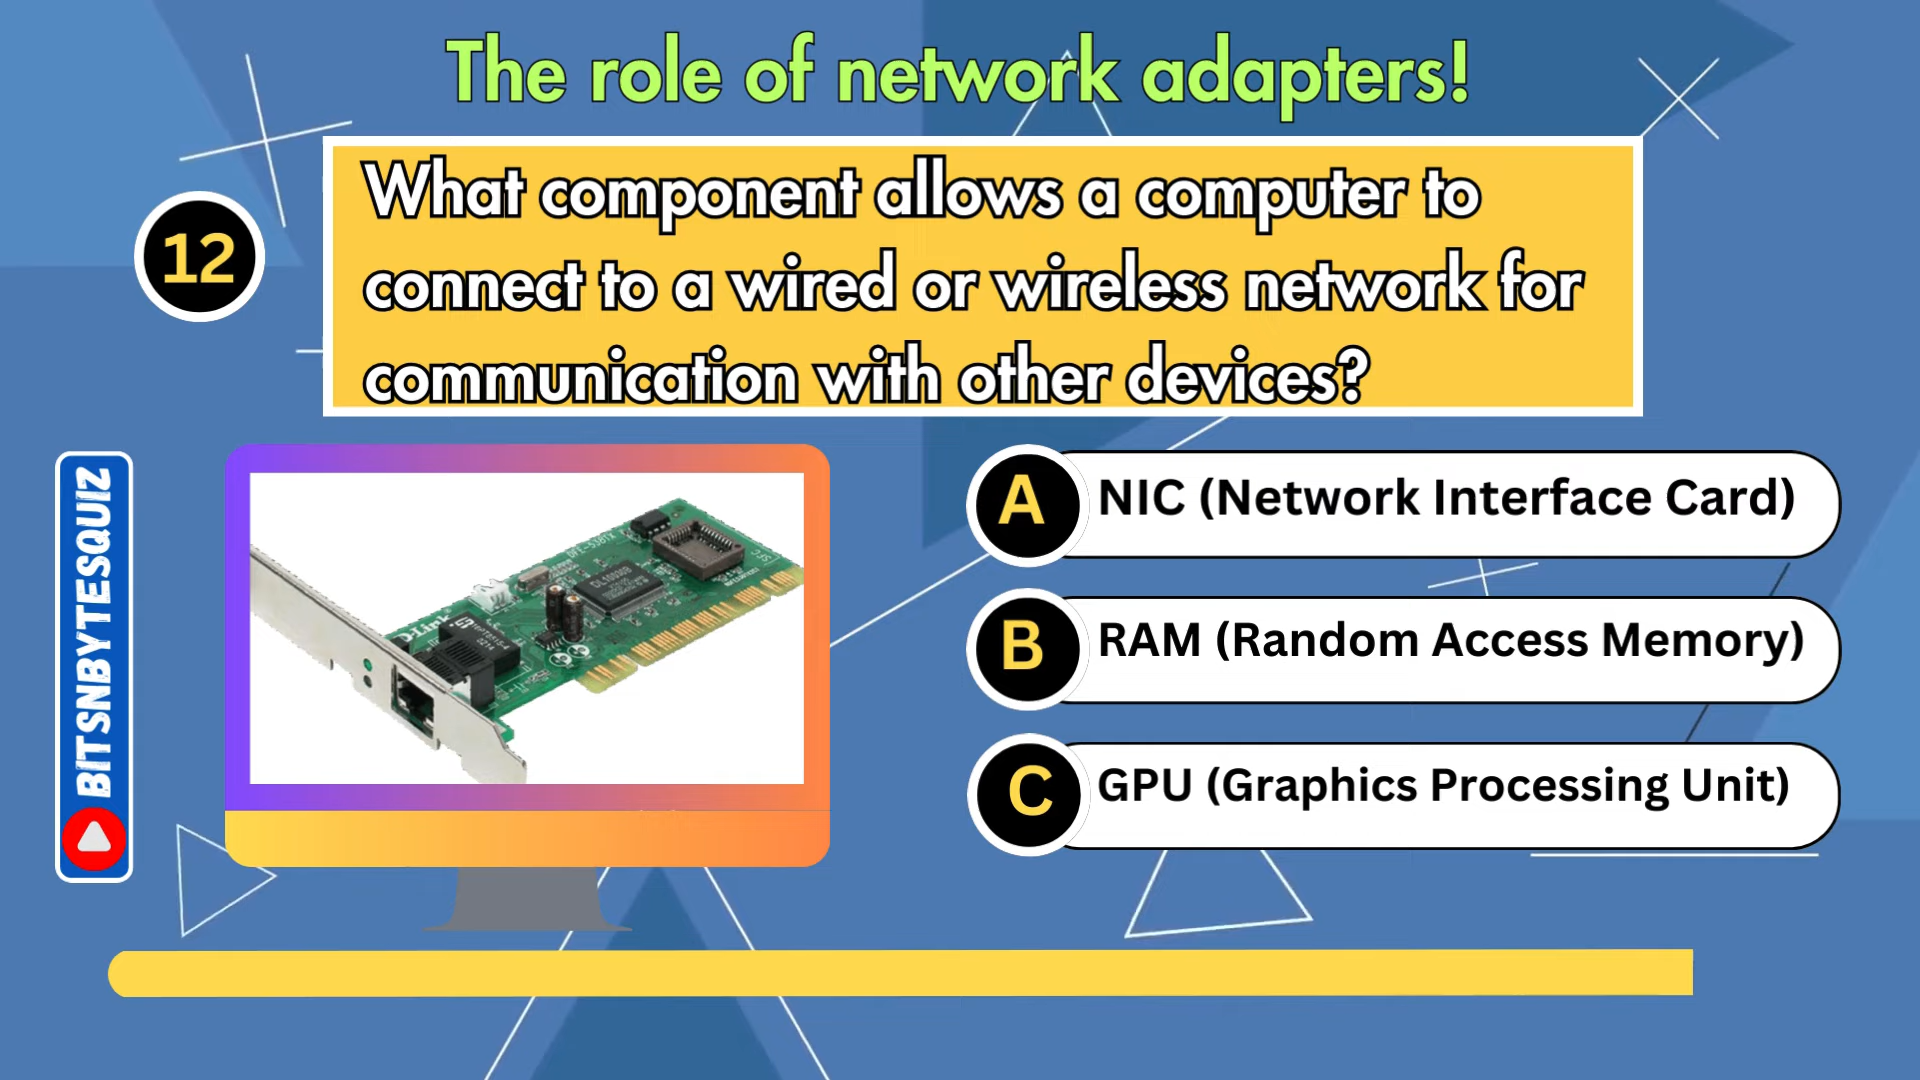 The role of network adapters!
12
What component allows a computer to
connect to a wired or wireless network for
communication with other devices?
BITSNBYTESQUIZ
D-Link
A
NIC (Network Interface Card)
B
RAM (Random Access Memory)
C
GPU (Graphics Processing Unit)